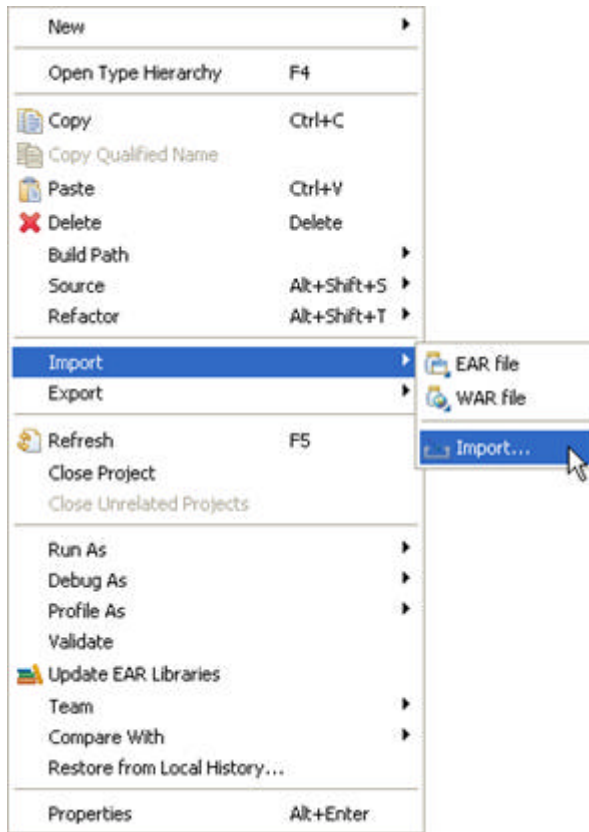 New
Open Type Hierarchy F4
Copy Ctrl+C
Copy Qualified Name
Paste Ctrl+V
Delete Delete
Build Path
Source Alt+Shift+S
Refactor Alt+Shift+T
Import
EAR file
Export
WAR file
Refresh F5
Import...
Close Project
Close Unrelated Projects
Run As
Debug As
Profile As
Validate
Update EAR Libraries
Team
Compare With
Restore from Local History...
Properties Alt+Enter